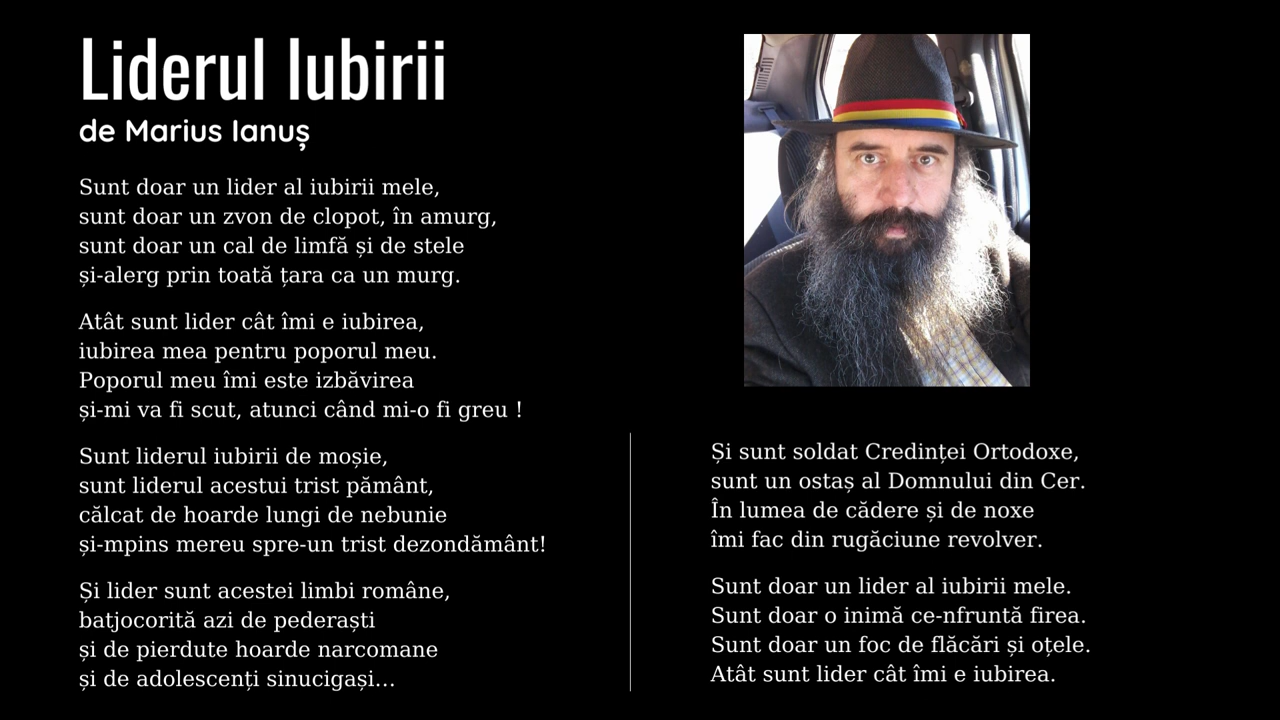 Liderul Iubirii
de Marius Ianuș
Sunt doar un lider al iubirii mele,
sunt doar un zvon de clopot, în amurg,
sunt doar un cal de limfă și de stele
și-alerg prin toată țara ca un murg.
Atât sunt lider cât îmi e iubirea,
iubirea mea pentru poporul meu.
Poporul meu îmi este izbăvirea
și-mi va fi scut, atunci când mi-o fi greu !
Sunt liderul iubirii de moșie,
sunt liderul acestui trist pământ,
călcat de hoarde lungi de nebunie
și-mpins mereu spre-un trist dezondământ!
Și lider sunt acestei limbi române,
batjocorită azi de pederaști
și de pierdute hoarde narcomane
și de adolescenți sinucigași...
Și sunt soldat Credinței Ortodoxe,
sunt un ostaș al Domnului din Cer.
În lumea de cădere și de noxe
îmi fac din rugăciune revolver.
Sunt doar un lider al iubirii mele.
Sunt doar o inimă ce-nfruntă firea.
Sunt doar un foc de flăcări și oțele.
Atât sunt lider cât îmi e iubirea.